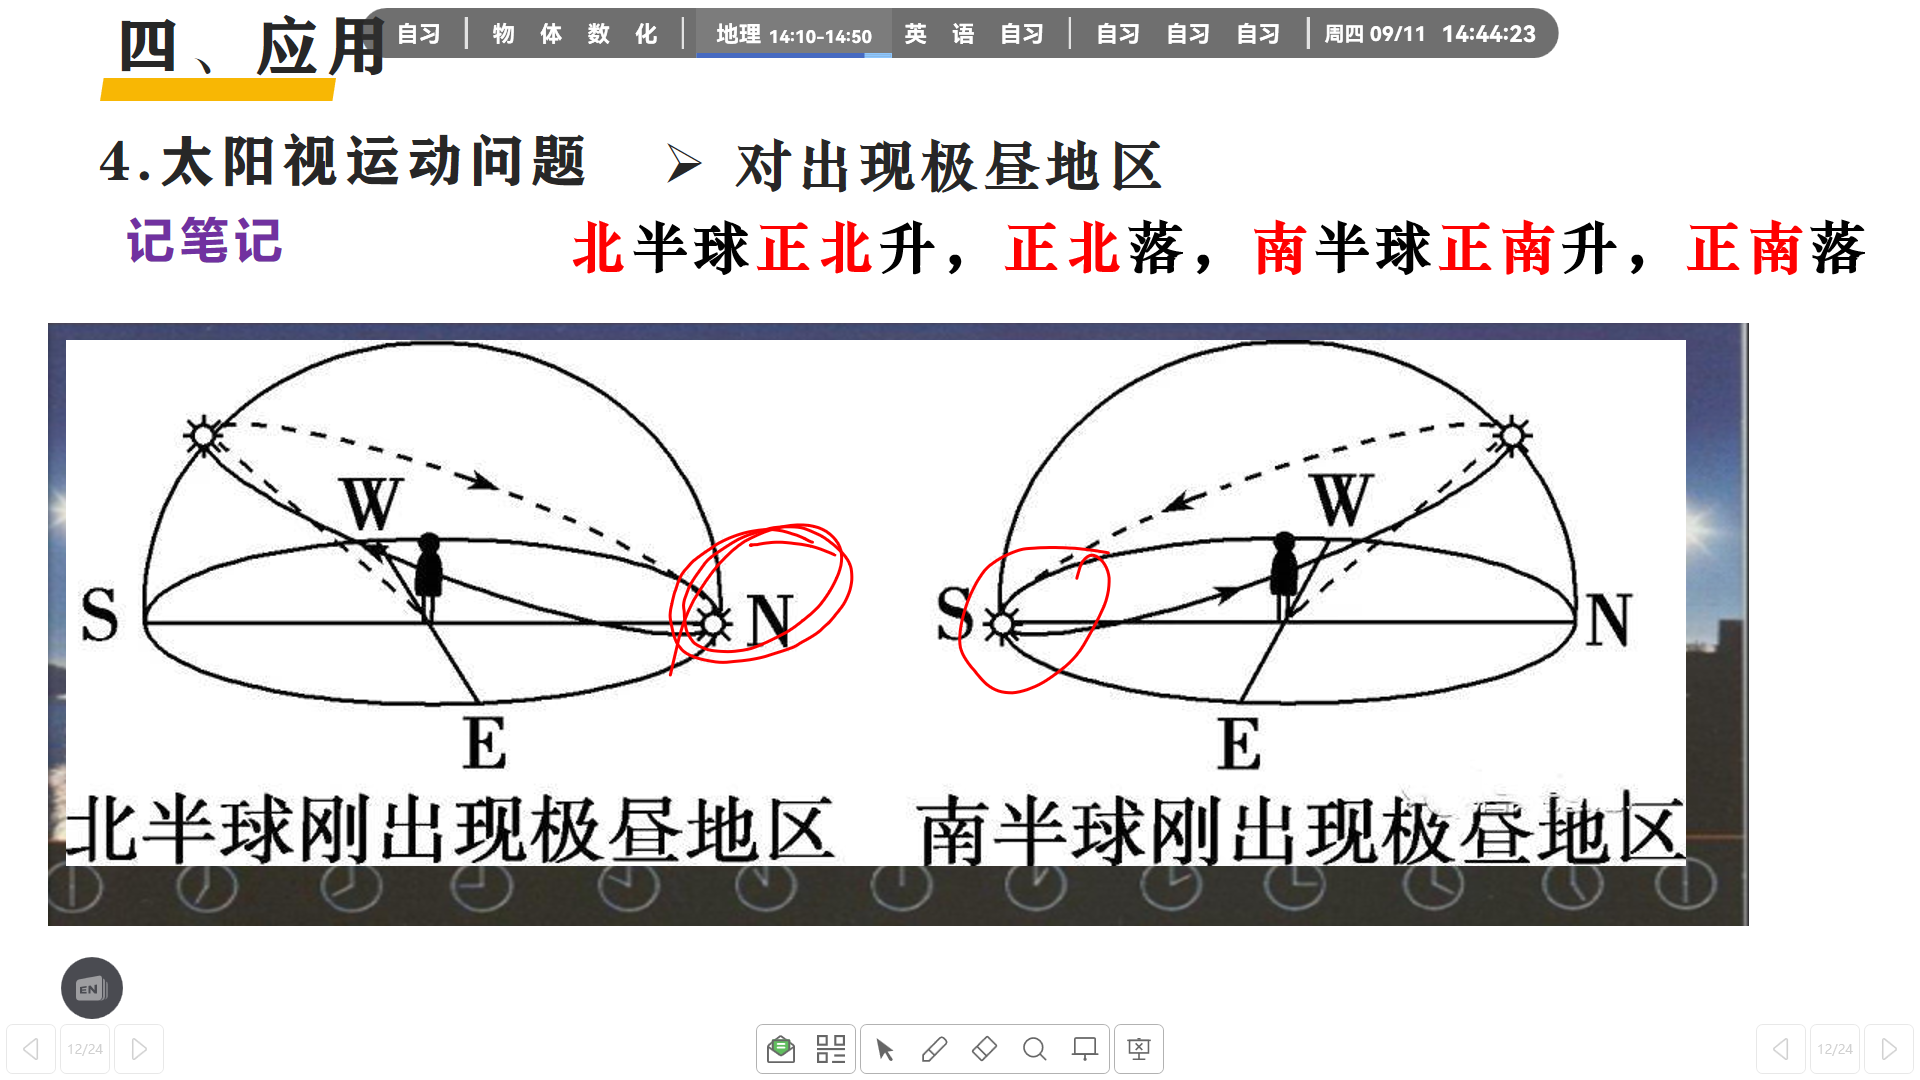 四、应用
自习 | 物 体 数 化 | 地理 14:10-14:50 英 语 自习 | 自习 自习 自习 | 周四 09/11 14:44:23
4.太阳视运动问题 ➢ 对出现极昼地区
记笔记
北半球正北升，正北落，南半球正南升，正南落
W W
S N S N
E E
北半球刚出现极昼地区 南半球刚出现极昼地区
EN
12/24 12/24